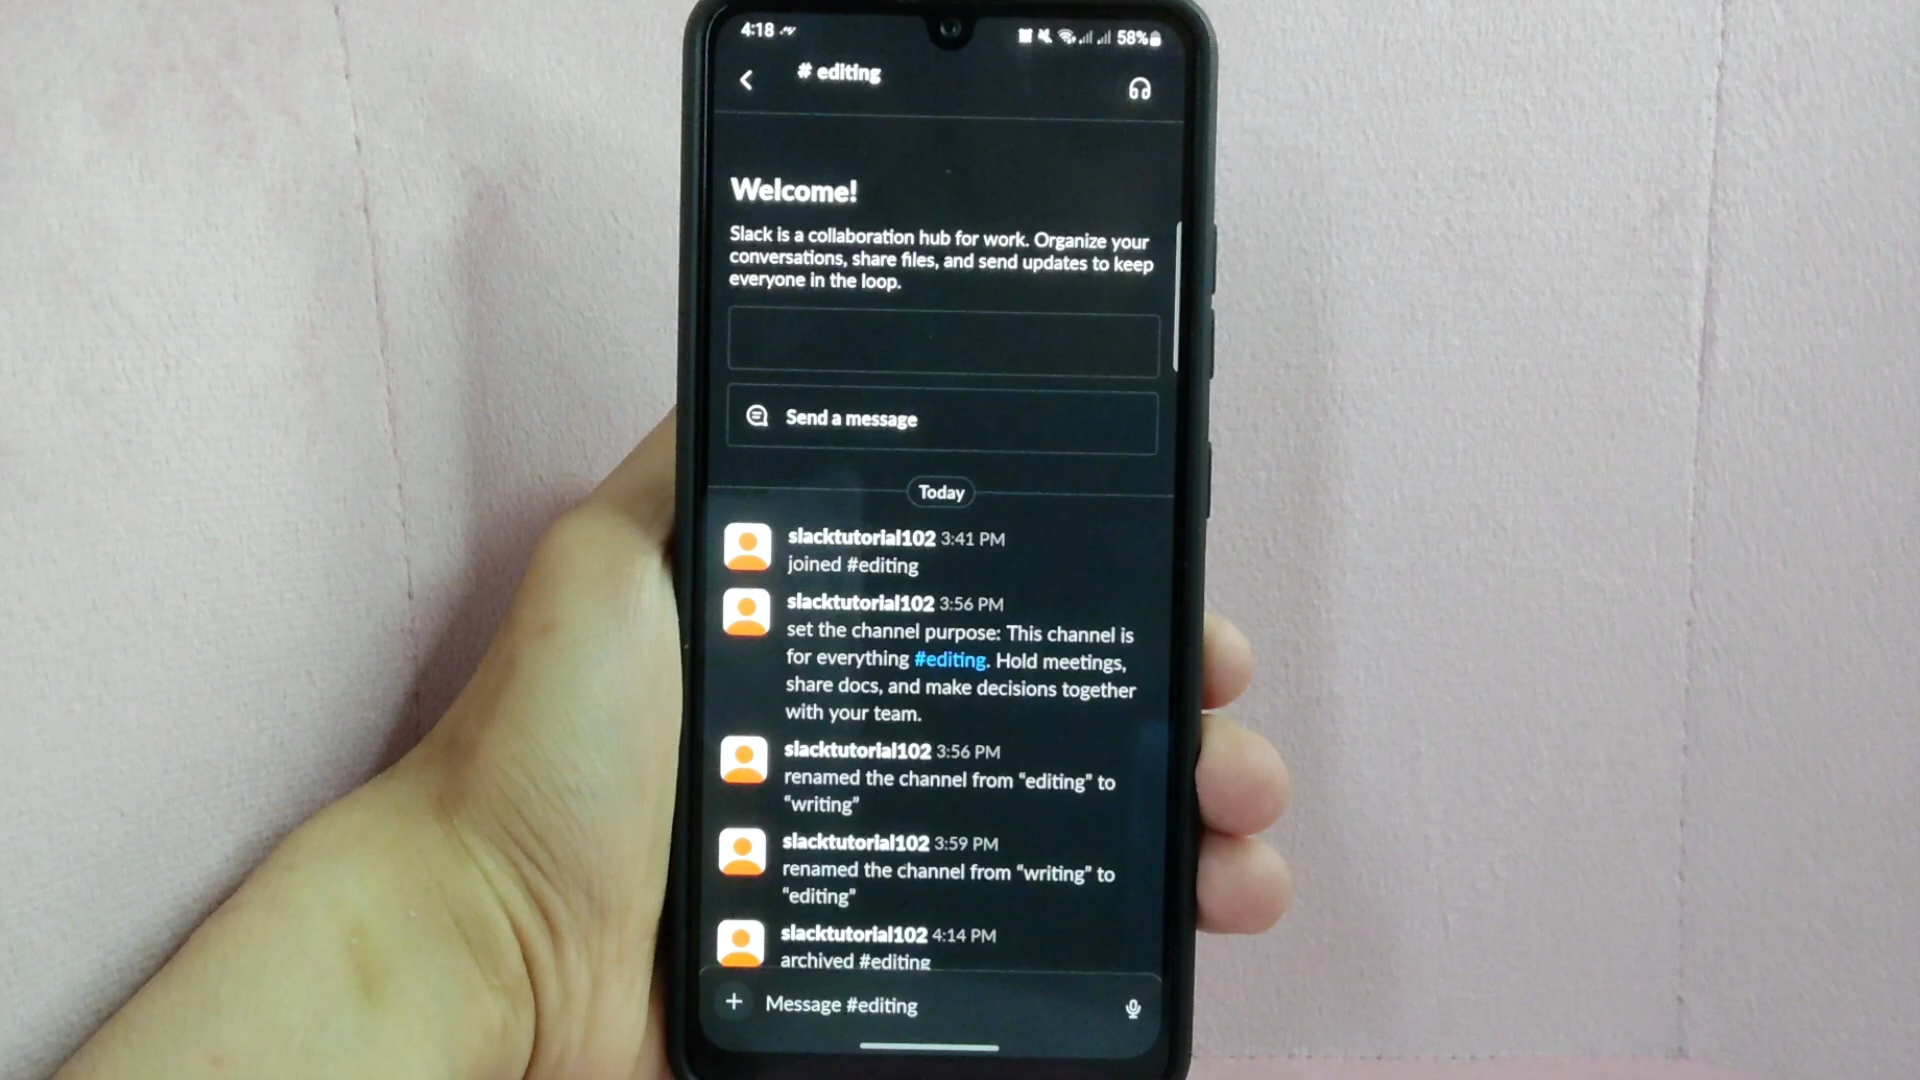 4:18
58%
# editing
Welcome!
Slack is a collaboration hub for work. Organize your
conversations, share files, and send updates to keep
everyone in the loop.
Send a message
Today
slacktutorial102 3:41 PM
joined #editing
slacktutorial102 3:56 PM
set the channel purpose: This channel is
for everything #editing. Hold meetings,
share docs, and make decisions together
with your team.
slacktutorial102 3:56 PM
renamed the channel from “editing” to
“writing”
slacktutorial102 3:59 PM
renamed the channel from “writing” to
“editing”
slacktutorial102 4:14 PM
archived #editing
Message #editing